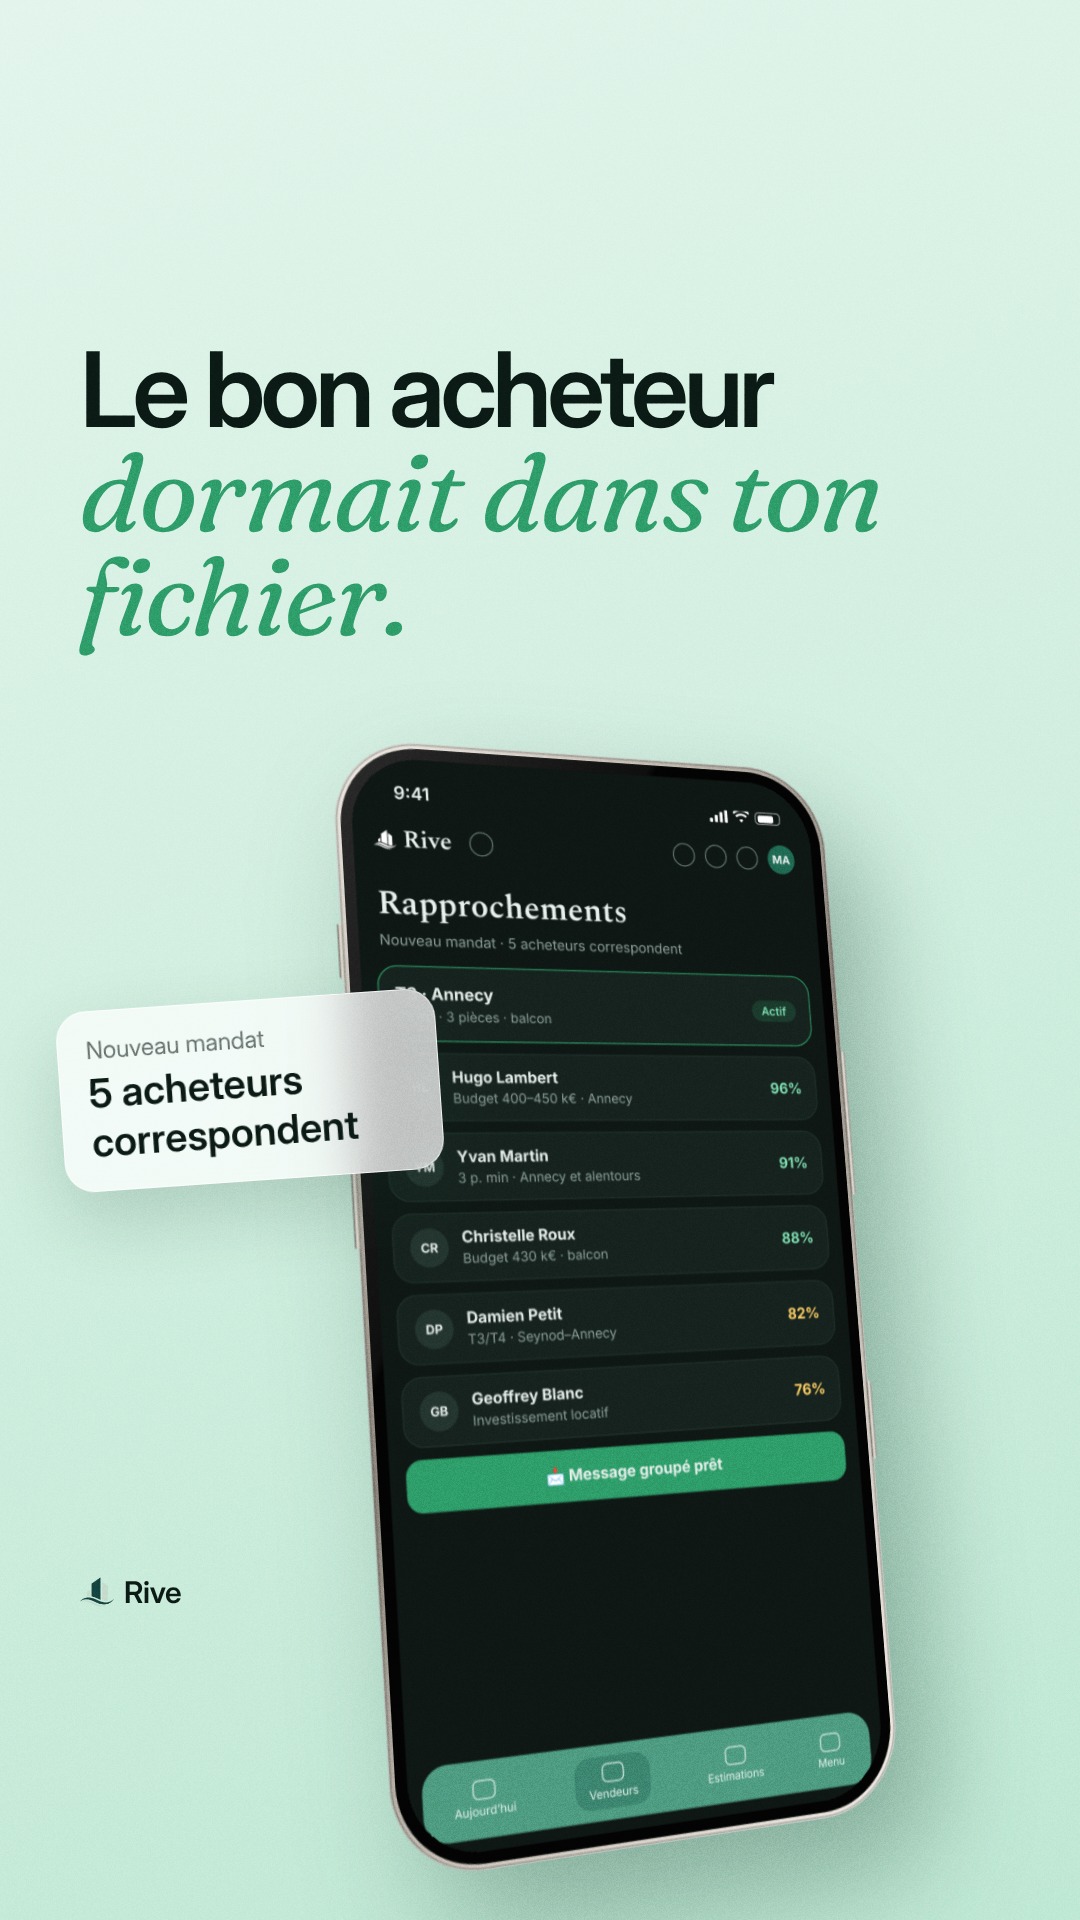 Le bon acheteur
dormait dans ton
fichier.
9:41
Rive
MA
Rapprochements
Nouveau mandat · 5 acheteurs correspondent
Annecy
· 3 pièces · balcon
Actif
Nouveau mandat
5 acheteurs
correspondent
Hugo Lambert
Budget 400–450 k€ · Annecy
96%
Yvan Martin
3 p. min · Annecy et alentours
91%
CR
Christelle Roux
Budget 430 k€ · balcon
88%
DP
Damien Petit
T3/T4 · Seynod–Annecy
82%
GB
Geoffrey Blanc
Investissement locatif
76%
📩 Message groupé prêt
Rive
Aujourd'hui
Vendeurs
Estimations
Menu